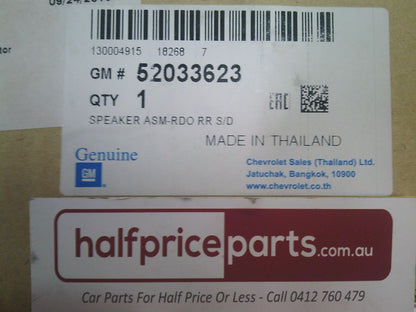 130004915 18268 7
GM # 52033623
QTY 1
EAC
SPEAKER ASM-RDO RR S/D
MADE IN THAILAND
Genuine
GM
Chevrolet Sales (Thailand) Ltd.
Jatuchak, Bangkok, 10900
www.chevrolet.co.th
halfpriceparts.com.au
Car Parts For Half Price Or Less - Call 0412 760 479